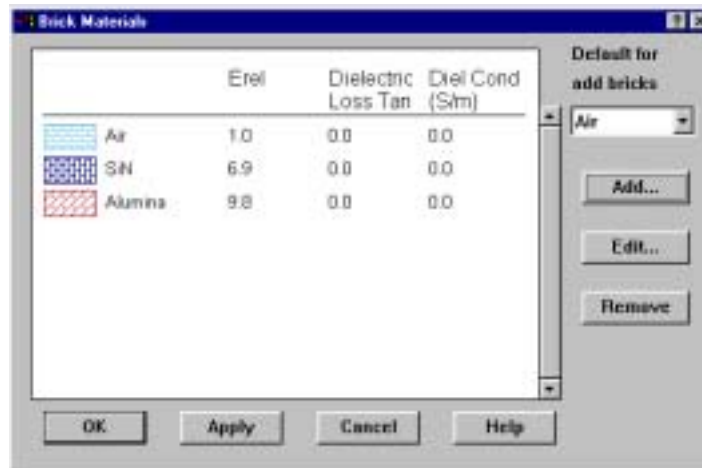 Brick Materials
Erel Dielectric Loss Tan Diel Cond (S/m)
Air 1.0 0.0 0.0
SiN 6.9 0.0 0.0
Alumina 9.8 0.0 0.0
Default for
add bricks
Air
Add...
Edit...
Remove
OK Apply Cancel Help